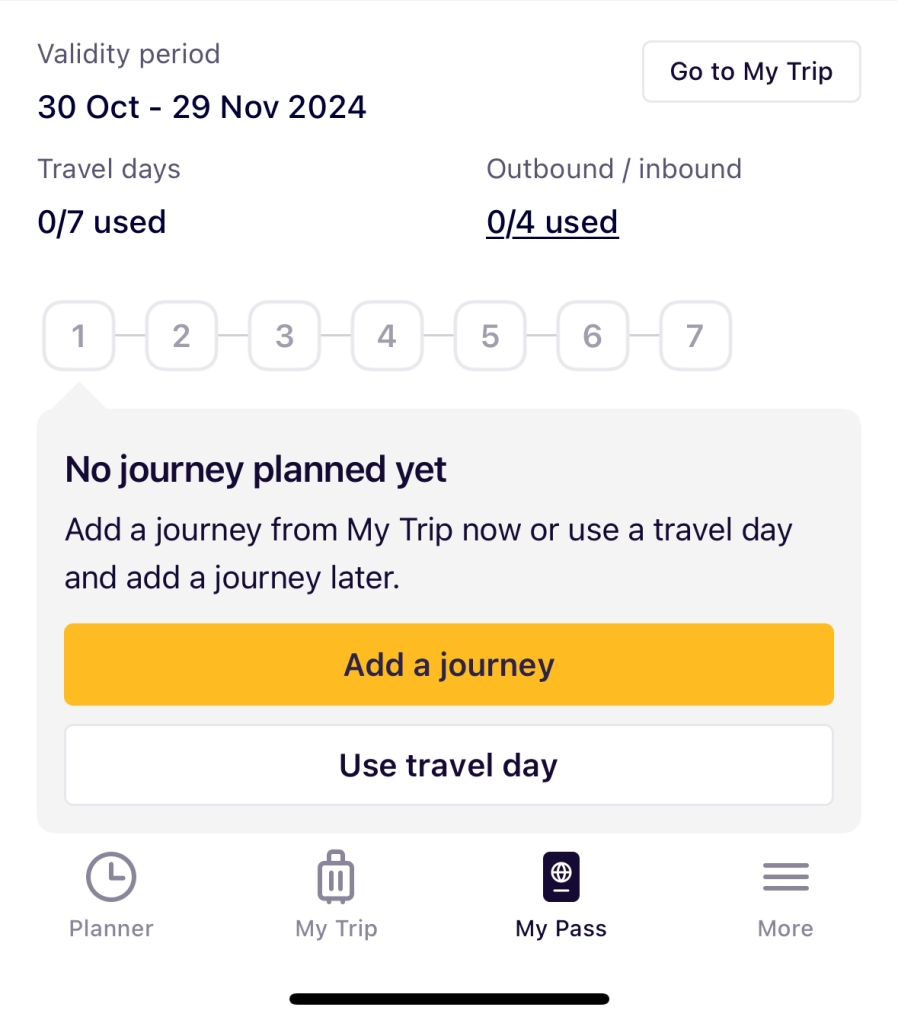 Validity period
Go to My Trip
30 Oct - 29 Nov 2024
Travel days
Outbound / inbound
0/7 used
0/4 used
1 2 3 4 5 6 7
No journey planned yet
Add a journey from My Trip now or use a travel day
and add a journey later.
Add a journey
Use travel day
Planner
My Trip
My Pass
More